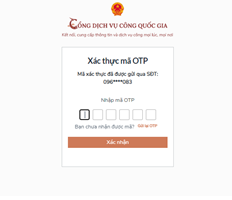 CỔNG DỊCH VỤ CÔNG QUỐC GIA
Kết nối, cung cấp thông tin và dịch vụ công mọi lúc, mọi nơi
Xác thực mã OTP
Mã xác thực đã được gửi qua SĐT:
096****083
Nhập mã OTP
Bạn chưa nhận được mã? Gửi lại OTP
Xác nhận